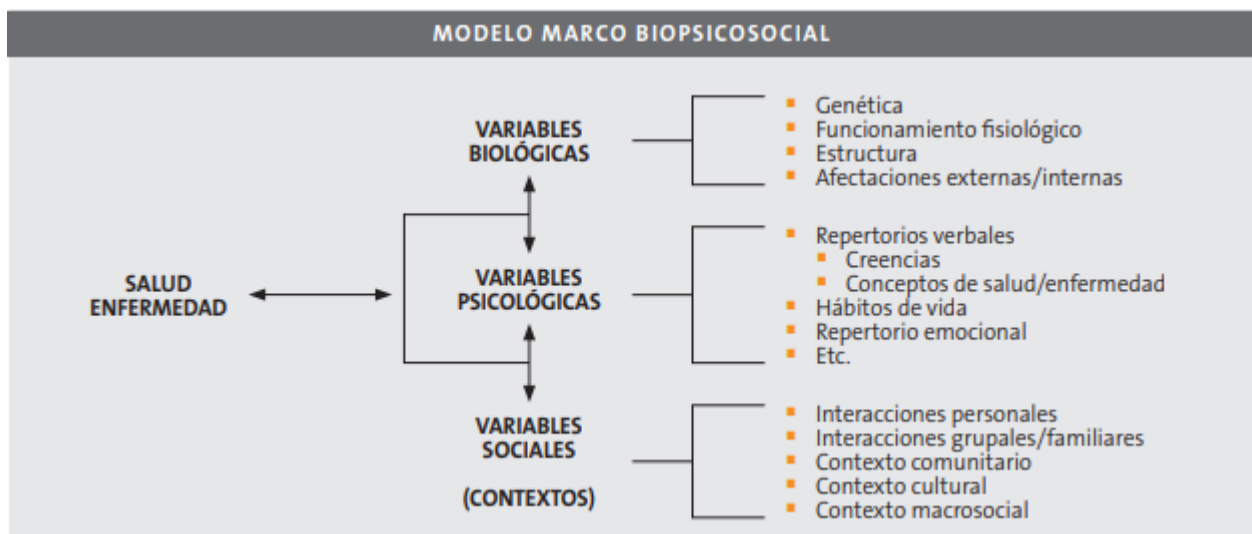 MODELO MARCO BIOPSICOSOCIAL
VARIABLES
BIOLÓGICAS
Genética
Funcionamiento fisiológico
Estructura
Afectaciones externas/internas
SALUD
ENFERMEDAD
VARIABLES
PSICOLÓGICAS
Repertorios verbales
Creencias
Conceptos de salud/enfermedad
Hábitos de vida
Repertorio emocional
Etc.
VARIABLES
SOCIALES
(CONTEXTOS)
Interacciones personales
Interacciones grupales/familiares
Contexto comunitario
Contexto cultural
Contexto macrosocial